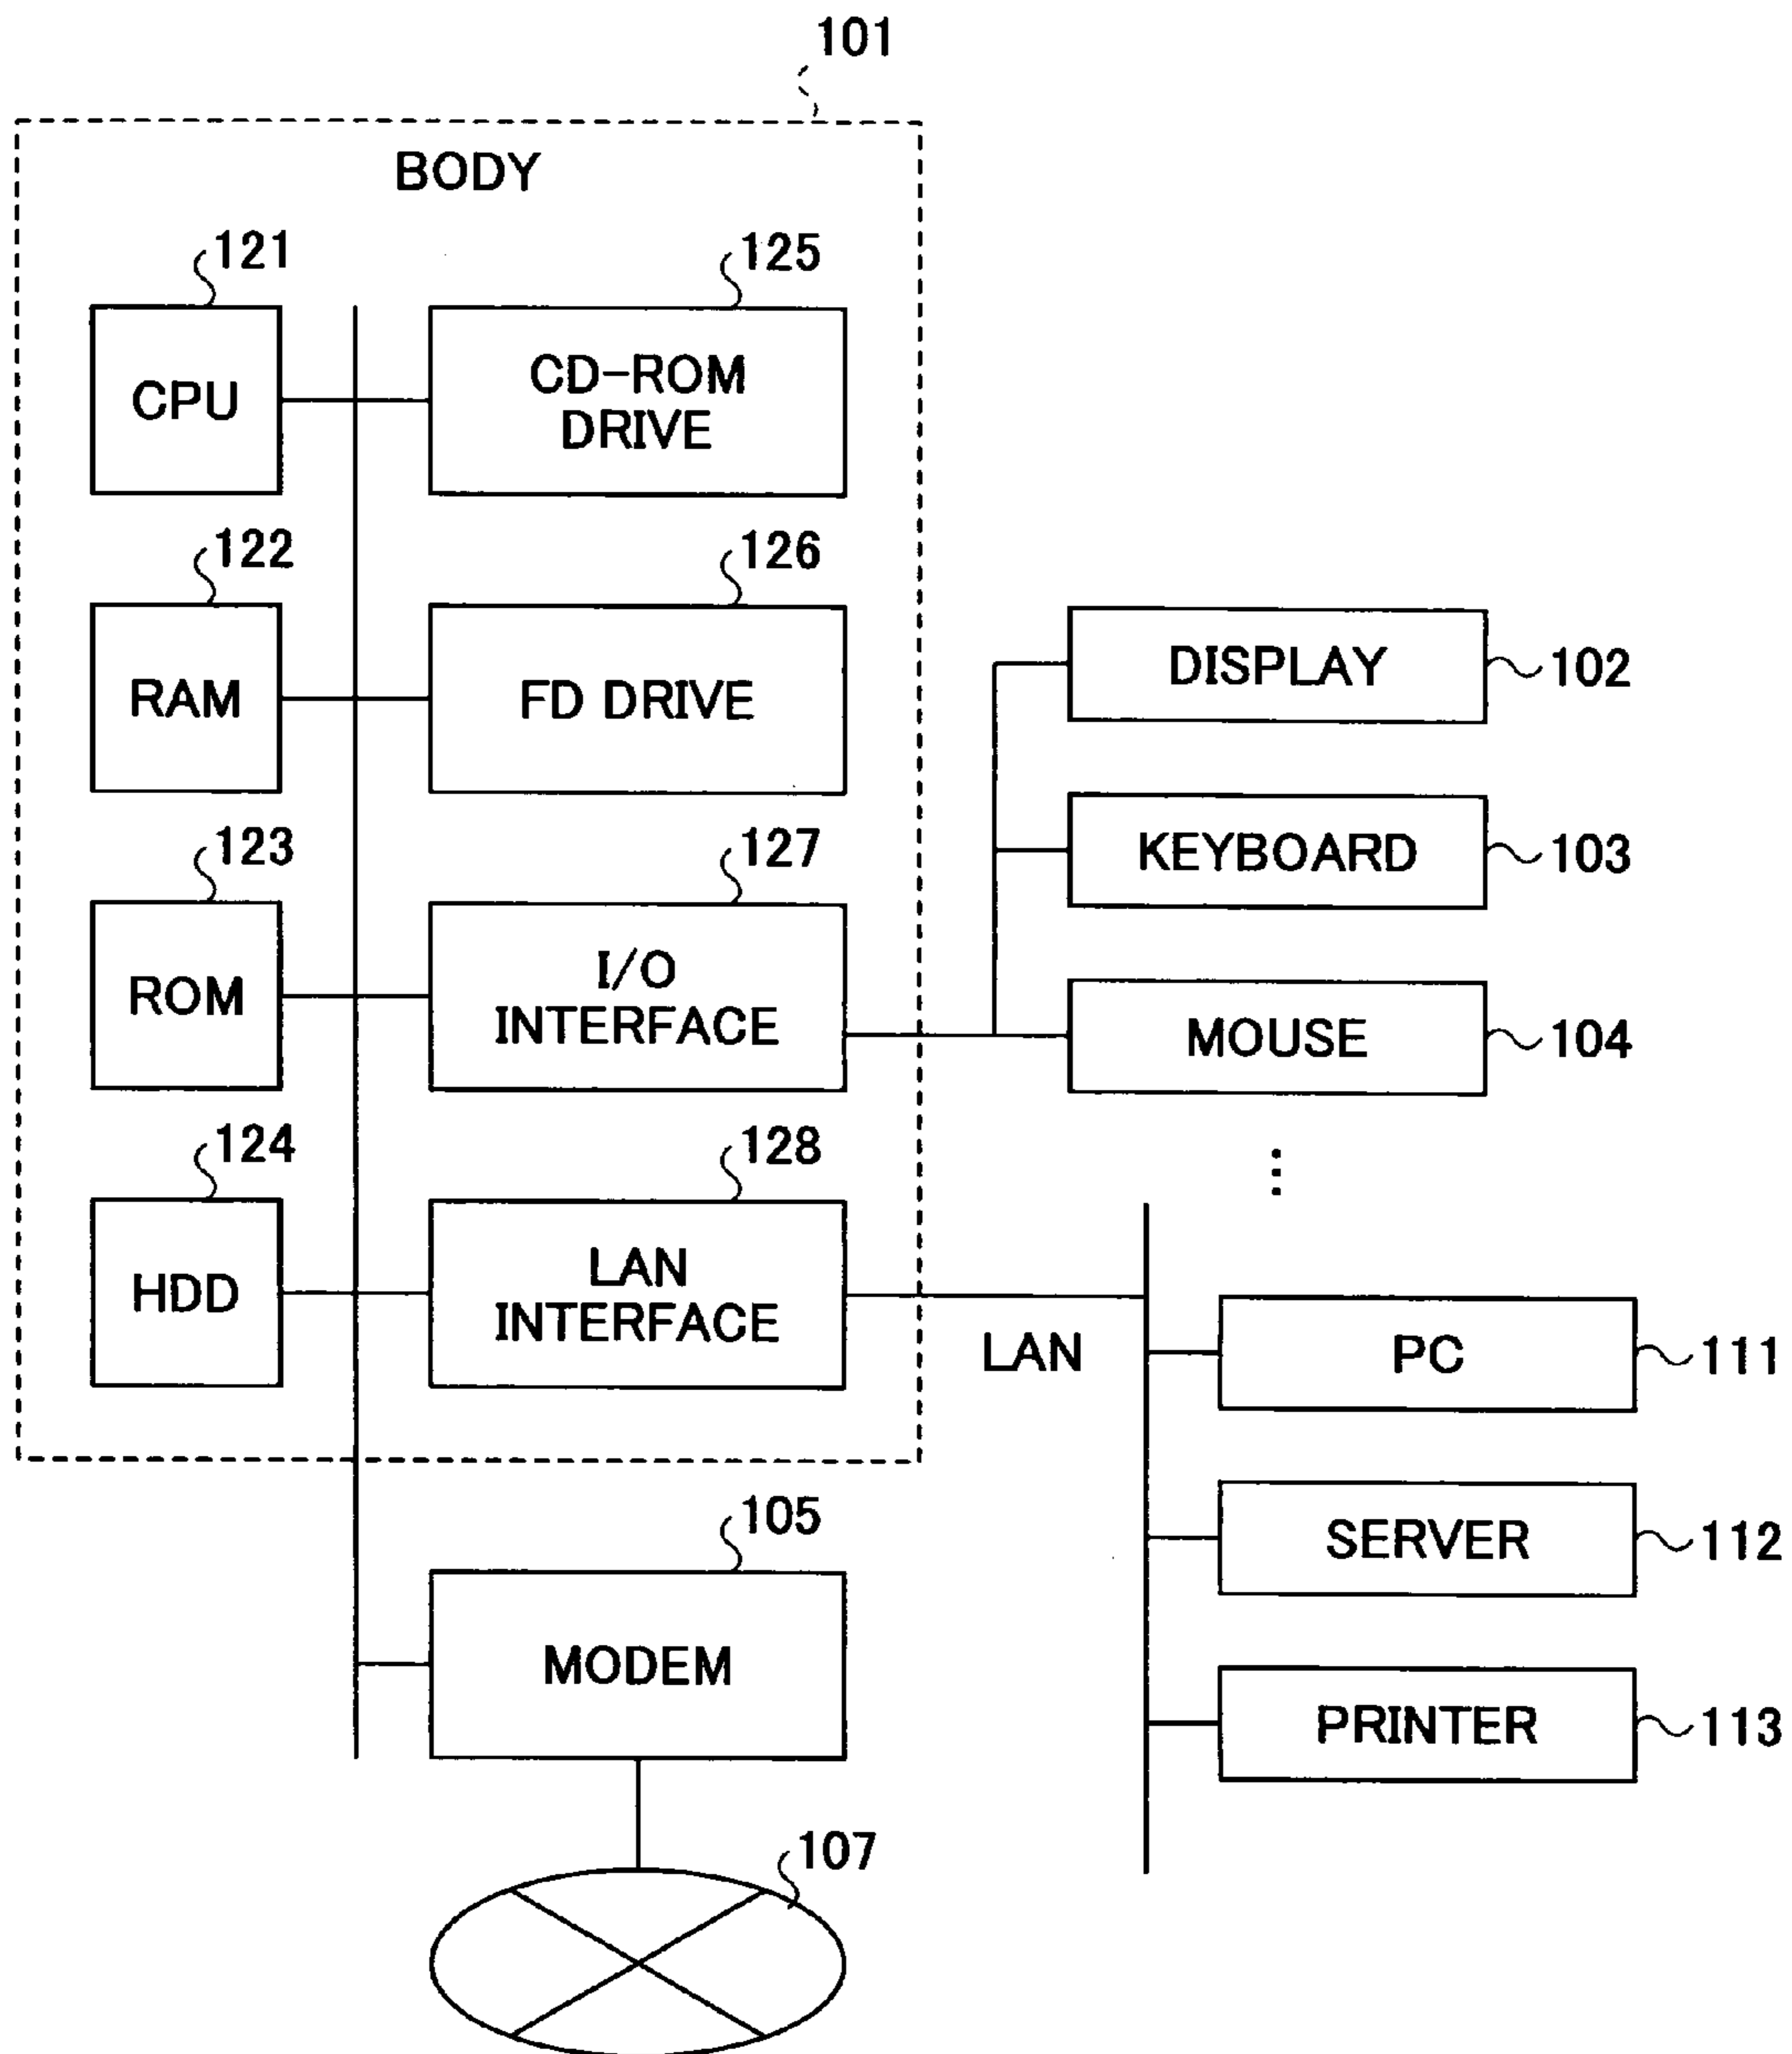 101
BODY
121
125
CPU
CD-ROM
DRIVE
122
126
RAM
FD DRIVE
DISPLAY
102
123
127
KEYBOARD
103
ROM
I/O
INTERFACE
MOUSE
104
124
128
HDD
LAN
INTERFACE
LAN
PC
111
105
SERVER
112
MODEM
PRINTER
113
107